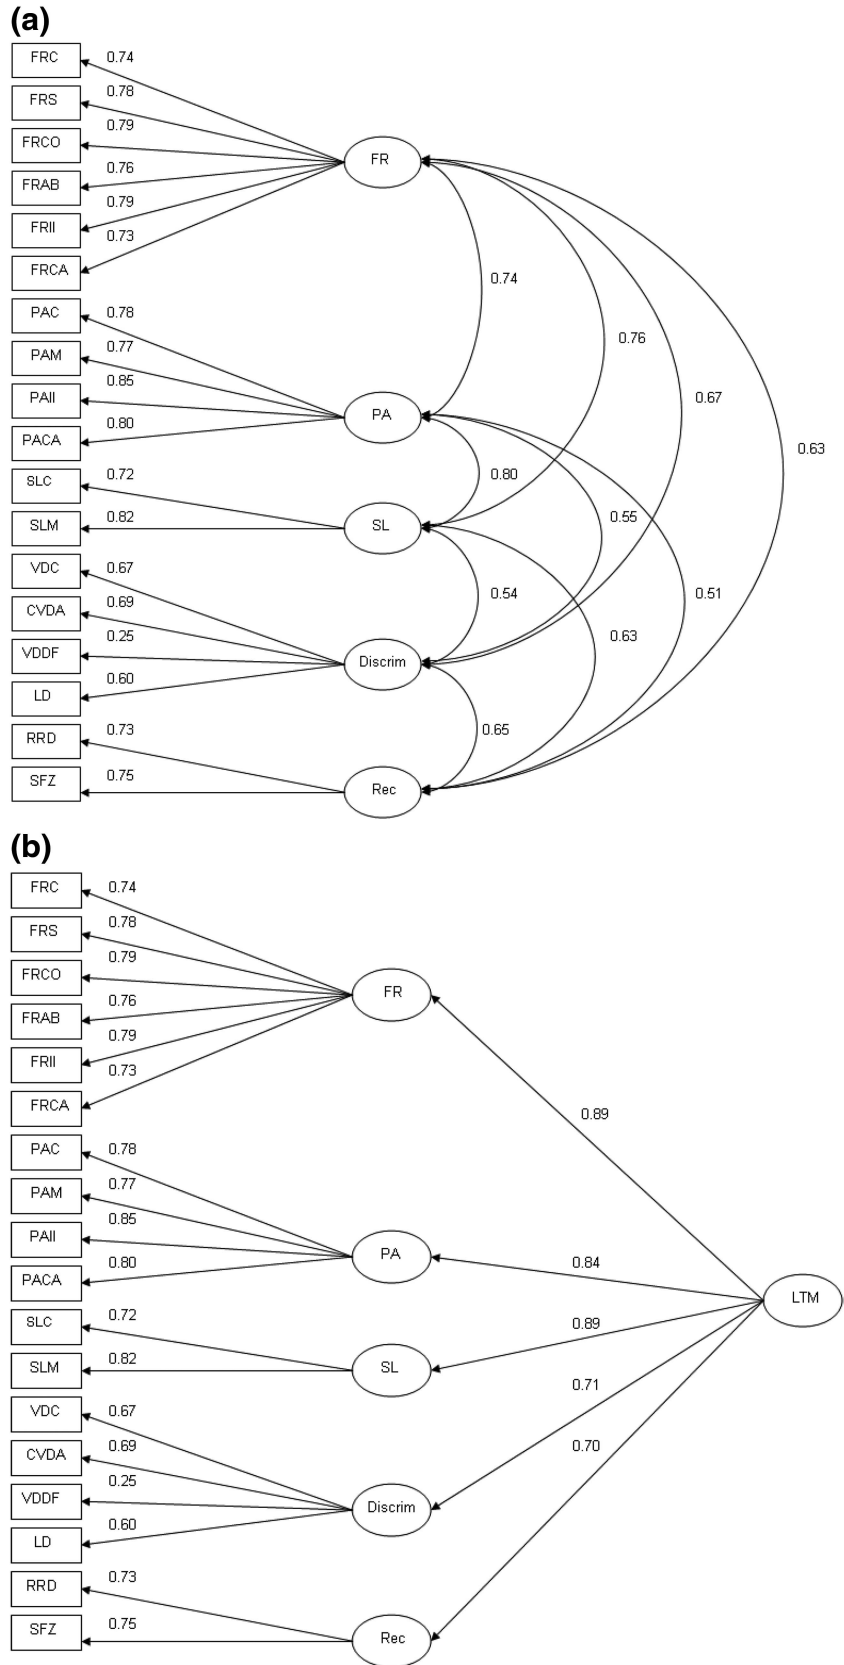 (a)
FRC 0.74
FRS 0.78
FRCO 0.79
FRAB 0.76
FRII 0.79
FRCA 0.73
FR
PAC 0.78
PAM 0.77
PAII 0.85
PACA 0.80
PA
SLC 0.72
SLM 0.82
SL
VDC 0.67
CVDA 0.69
VDDF 0.25
LD 0.60
Discrim
RRD 0.73
SFZ 0.75
Rec
0.74
0.76
0.67
0.63
0.80
0.55
0.54
0.51
0.63
0.65
(b)
FRC 0.74
FRS 0.78
FRCO 0.79
FRAB 0.76
FRII 0.79
FRCA 0.73
FR
PAC 0.78
PAM 0.77
PAII 0.85
PACA 0.80
PA
SLC 0.72
SLM 0.82
SL
VDC 0.67
CVDA 0.69
VDDF 0.25
LD 0.60
Discrim
RRD 0.73
SFZ 0.75
Rec
0.89
0.84
0.89
0.71
0.70
LTM